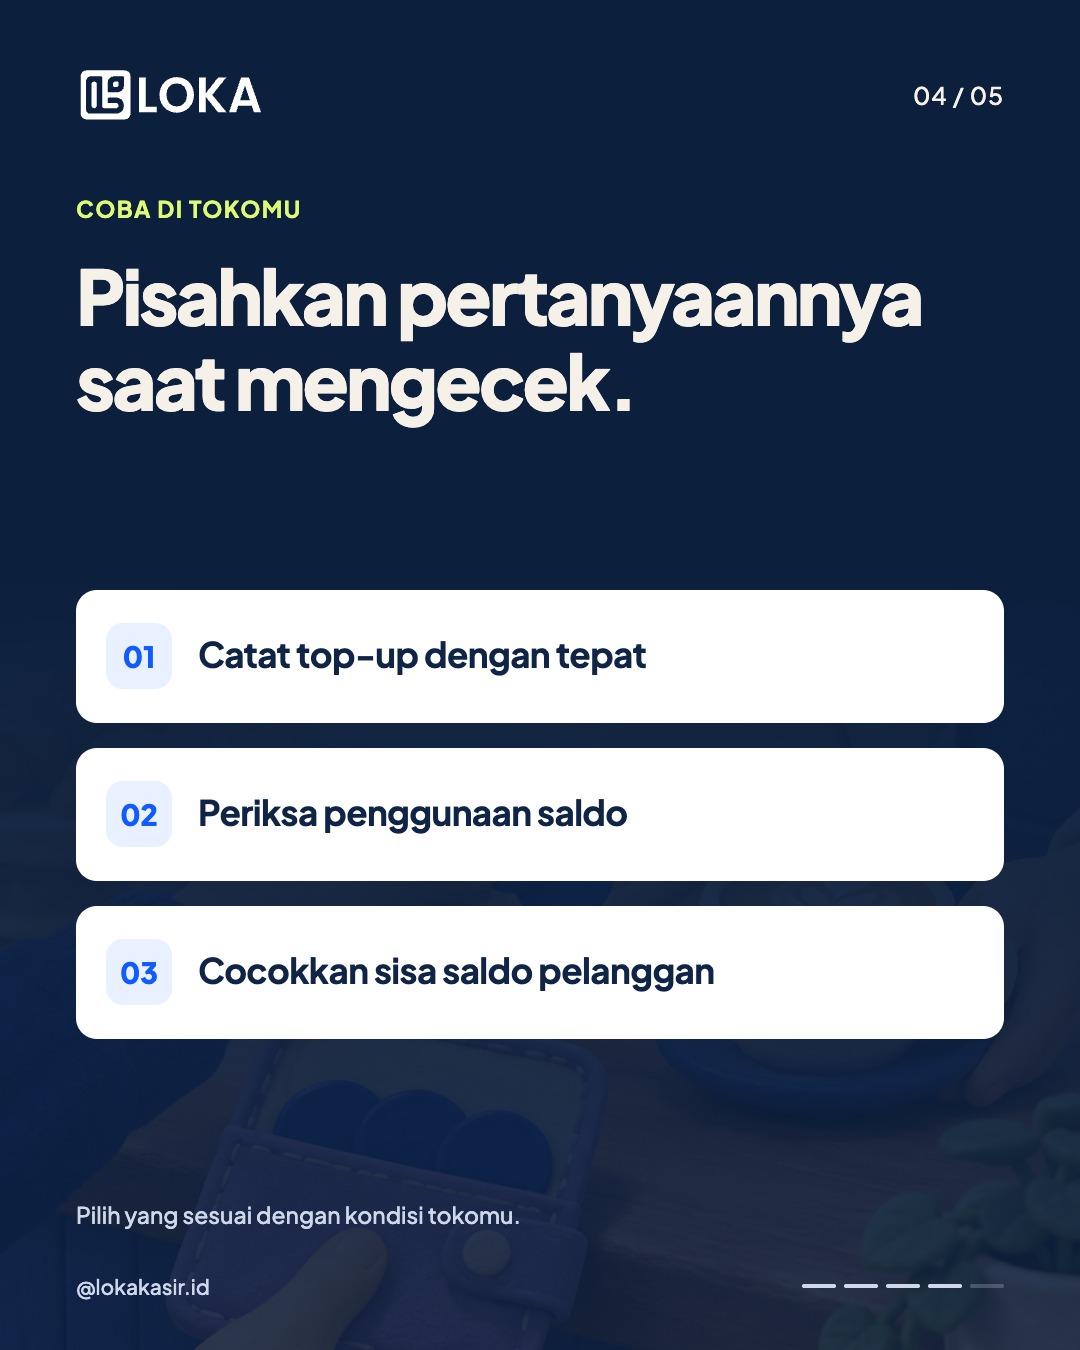 LOKA
04 / 05
COBA DI TOKOMU
Pisahkan pertanyaannya
saat mengecek.
01 Catat top-up dengan tepat
02 Periksa penggunaan saldo
03 Cocokkan sisa saldo pelanggan
Pilih yang sesuai dengan kondisi tokomu.
@lokakasir.id